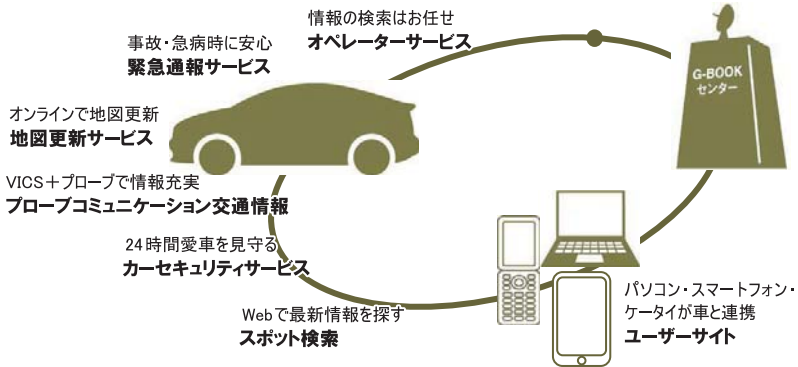 情報の検索はお任せ
オペレーターサービス
事故・急病時に安心
緊急通報サービス
G-BOOK
センター
オンラインで地図更新
地図更新サービス
VICS＋プローブで情報充実
プローブコミュニケーション交通情報
24時間愛車を見守る
カーセキュリティサービス
Webで最新情報を探す
スポット検索
パソコン・スマートフォン・
ケータイが車と連携
ユーザーサイト